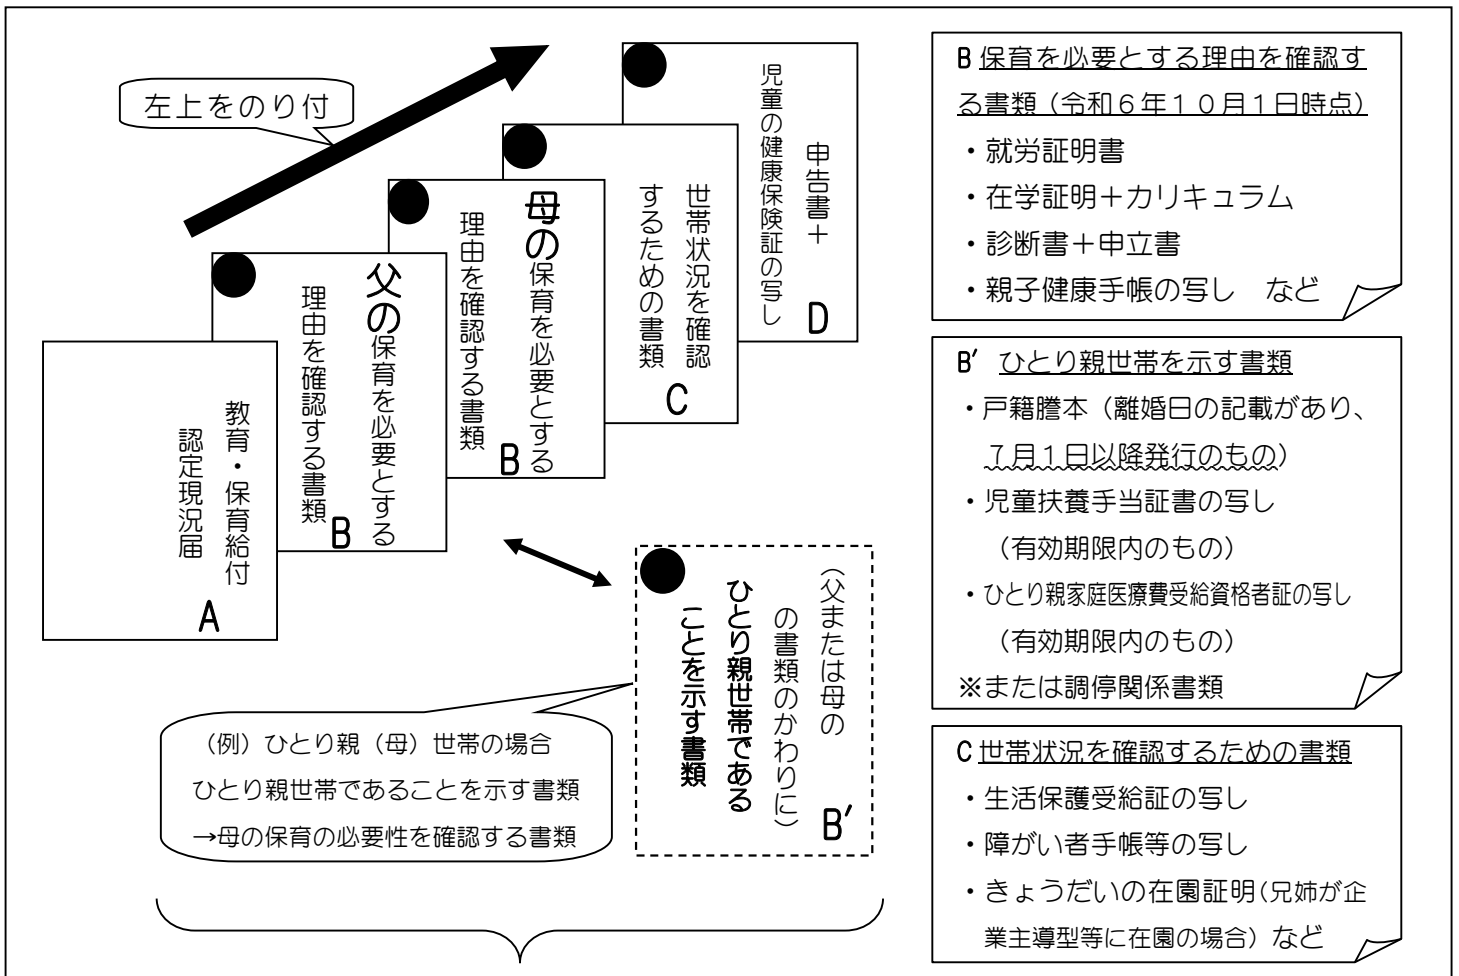 左上をのり付
教育・保育給付
認定現況届
A
父の保育を必要とする
理由を確認する書類
B
母の保育を必要とする
理由を確認する書類
B
世帯状況を確認
するための書類
C
申告書＋
児童の健康保険証の写し
D
（父または母の
の書類のかわりに）
ひとり親世帯である
ことを示す書類
B′
（例）ひとり親（母）世帯の場合
ひとり親世帯であることを示す書類
→母の保育の必要性を確認する書類
B 保育を必要とする理由を確認す
る書類（令和６年１０月１日時点）
・就労証明書
・在学証明＋カリキュラム
・診断書＋申立書
・親子健康手帳の写し　など
B′ ひとり親世帯を示す書類
・戸籍謄本（離婚日の記載があり、
７月１日以降発行のもの）
・児童扶養手当証書の写し
（有効期限内のもの）
・ひとり親家庭医療費受給資格者証の写し
（有効期限内のもの）
※または調停関係書類
C 世帯状況を確認するための書類
・生活保護受給証の写し
・障がい者手帳等の写し
・きょうだいの在園証明(兄姉が企
業主導型等に在園の場合）など